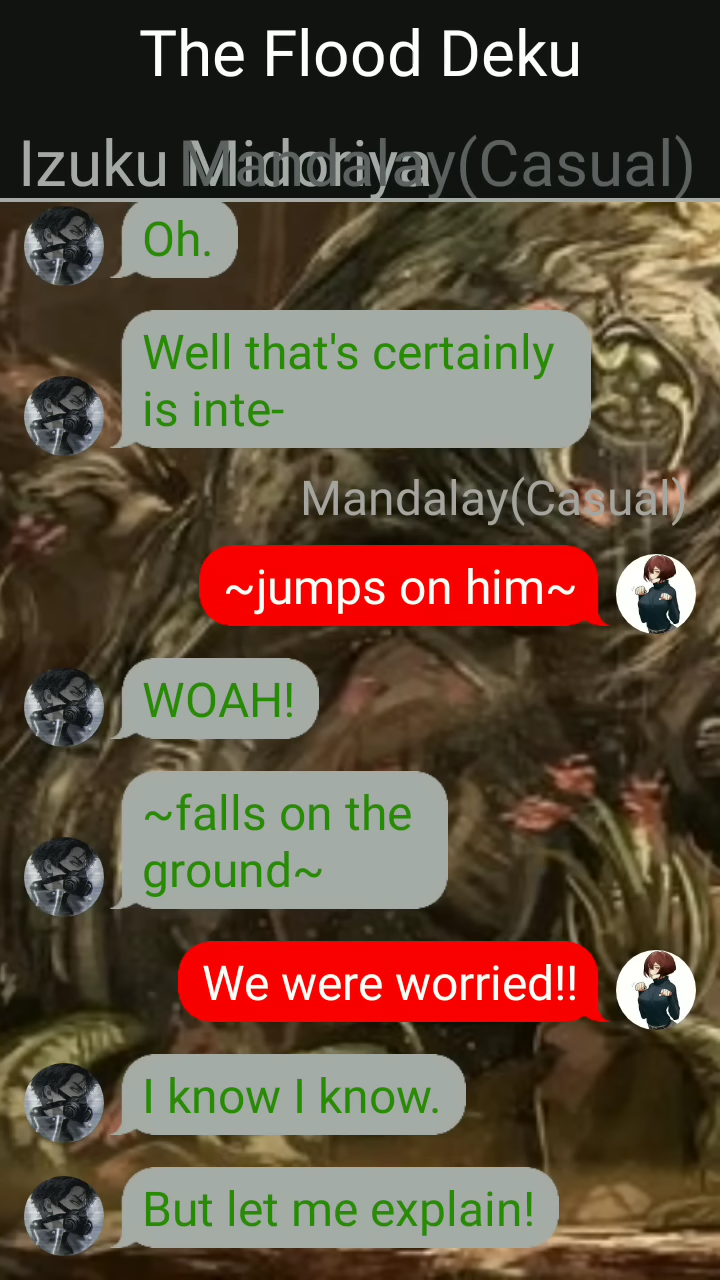 The Flood Deku
Izuku Midoriya
Mandalay(Casual)
Oh.
Well that's certainly
is inte-
Mandalay(Casual)
~jumps on him~
WOAH!
~falls on the
ground~
We were worried!!
I know I know.
But let me explain!